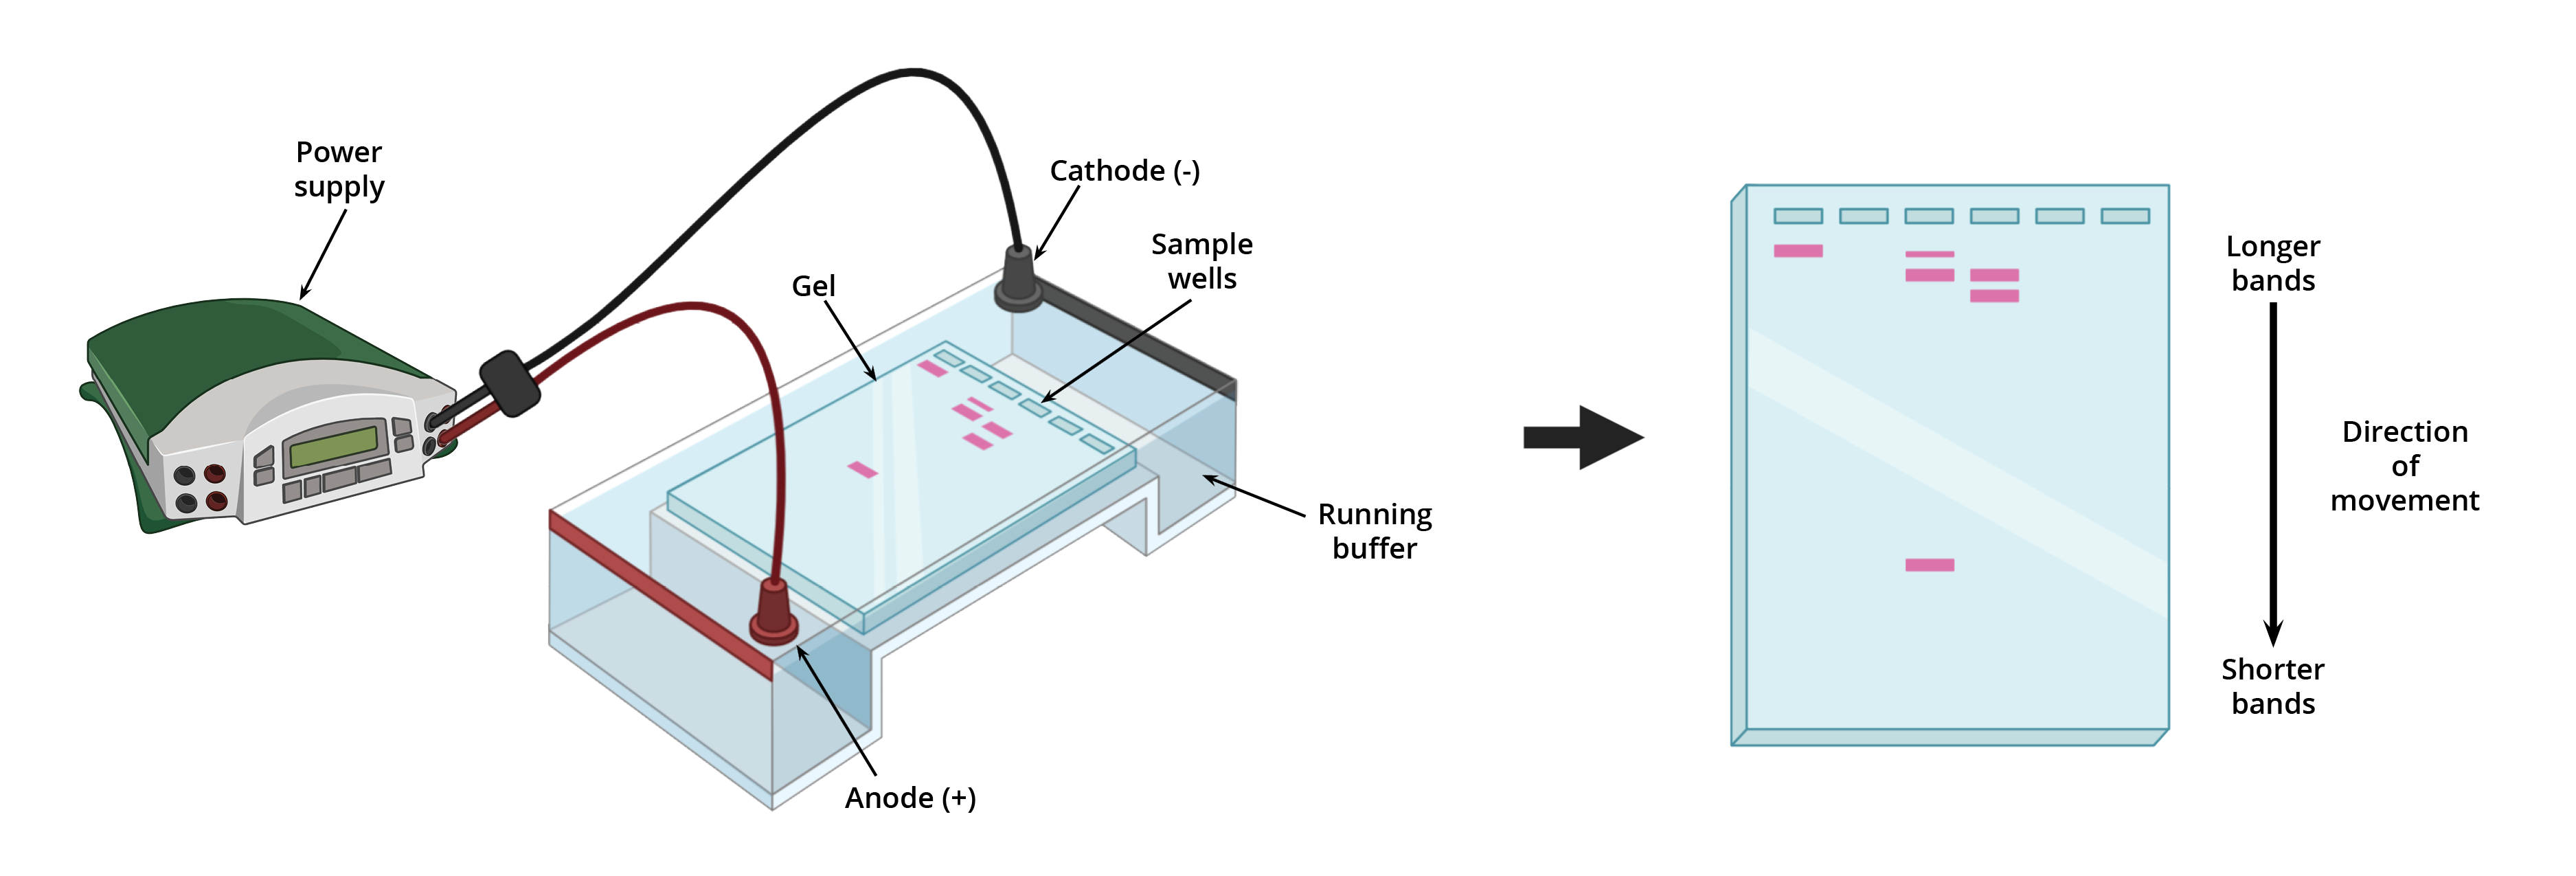 Power
supply
Cathode (-)
Sample
wells
Gel
Running
buffer
Anode (+)
Longer
bands
Direction
of
movement
Shorter
bands